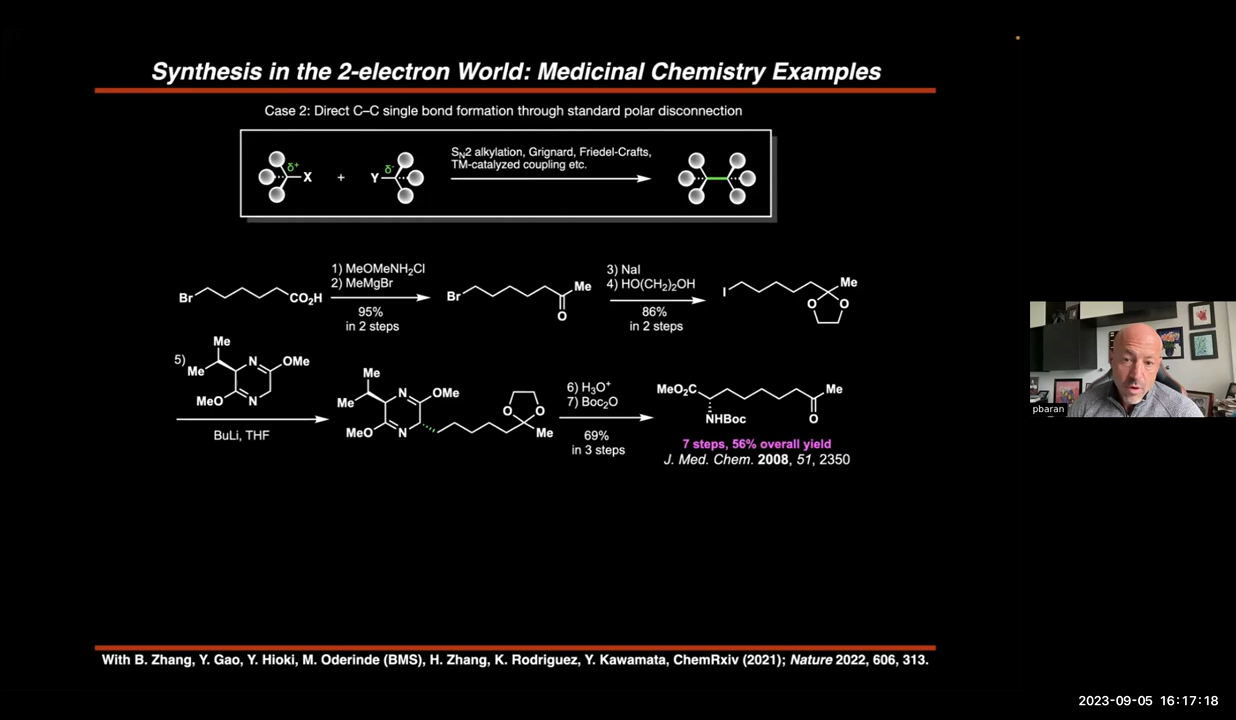 Synthesis in the 2-electron World: Medicinal Chemistry Examples
Case 2: Direct C–C single bond formation through standard polar disconnection
δ+
X
+
Y
δ-
SN2 alkylation, Grignard, Friedel-Crafts,
TM-catalyzed coupling etc.
Br
CO2H
1) MeOMeNH2Cl
2) MeMgBr
95%
in 2 steps
Br
Me
O
3) NaI
4) HO(CH2)2OH
86%
in 2 steps
I
Me
O
O
5)
Me
Me
N
OMe
MeO
N
BuLi, THF
Me
Me
N
OMe
MeO
N
O
O
Me
6) H3O+
7) Boc2O
69%
in 3 steps
MeO2C
Me
NHBoc
O
7 steps, 56% overall yield
J. Med. Chem. 2008, 51, 2350
With B. Zhang, Y. Gao, Y. Hioki, M. Oderinde (BMS), H. Zhang, K. Rodriguez, Y. Kawamata, ChemRxiv (2021); Nature 2022, 606, 313.
pbaran
2023-09-05 16:17:18